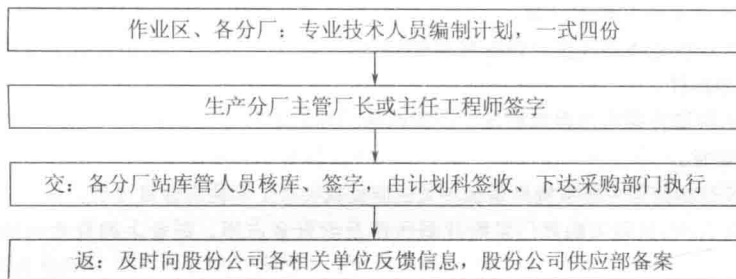 作业区、各分厂：专业技术人员编制计划，一式四份
生产分厂主管厂长或主任工程师签字
交：各分厂站库管人员核库、签字，由计划科签收、下达采购部门执行
返：及时向股份公司各相关单位反馈信息，股份公司供应部备案